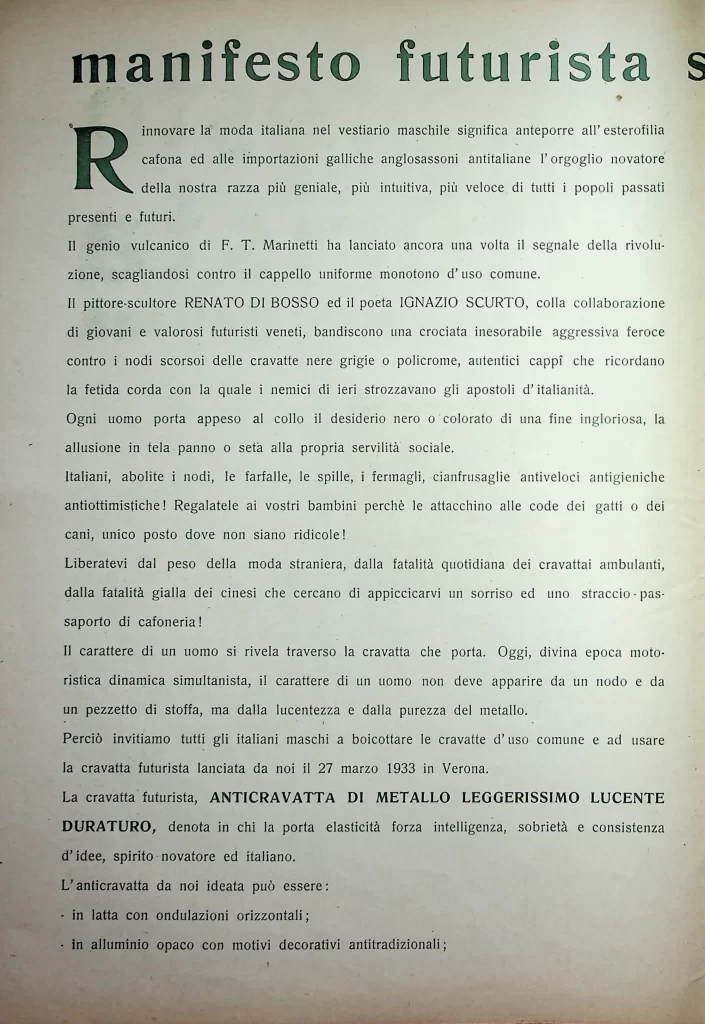 manifesto futurista s
Rinnovare la moda italiana nel vestiario maschile significa anteporre all'esterofilia
cafona ed alle importazioni galliche anglosassoni antitaliane l'orgoglio novatore
della nostra razza più geniale, più intuitiva, più veloce di tutti i popoli passati
presenti e futuri.
Il genio vulcanico di F. T. Marinetti ha lanciato ancora una volta il segnale della rivolu-
zione, scagliandosi contro il cappello uniforme monotono d'uso comune.
Il pittore-scultore RENATO DI BOSSO ed il poeta IGNAZIO SCURTO, colla collaborazione
di giovani e valorosi futuristi veneti, bandiscono una crociata inesorabile aggressiva feroce
contro i nodi scorsoi delle cravatte nere grigie o policrome, autentici cappî che ricordano
la fetida corda con la quale i nemici di ieri strozzavano gli apostoli d'italianità.
Ogni uomo porta appeso al collo il desiderio nero o colorato di una fine ingloriosa, la
allusione in tela panno o seta alla propria servilità sociale.
Italiani, abolite i nodi, le farfalle, le spille, i fermagli, cianfrusaglie antiveloci antigieniche
antiottimistiche! Regalatele ai vostri bambini perchè le attacchino alle code dei gatti o dei
cani, unico posto dove non siano ridicole!
Liberatevi dal peso della moda straniera, dalla fatalità quotidiana dei cravattai ambulanti,
dalla fatalità gialla dei cinesi che cercano di appiccicarvi un sorriso ed uno straccio-pas-
saporto di cafoneria!
Il carattere di un uomo si rivela traverso la cravatta che porta. Oggi, divina epoca moto-
ristica dinamica simultanista, il carattere di un uomo non deve apparire da un nodo e da
un pezzetto di stoffa, ma dalla lucentezza e dalla purezza del metallo.
Perciò invitiamo tutti gli italiani maschi a boicottare le cravatte d'uso comune e ad usare
la cravatta futurista lanciata da noi il 27 marzo 1933 in Verona.
La cravatta futurista, ANTICRAVATTA DI METALLO LEGGERISSIMO LUCENTE
DURATURO, denota in chi la porta elasticità forza intelligenza, sobrietà e consistenza
d'idee, spirito novatore ed italiano.
L'anticravatta da noi ideata può essere:
- in latta con ondulazioni orizzontali;
- in alluminio opaco con motivi decorativi antitradizionali;